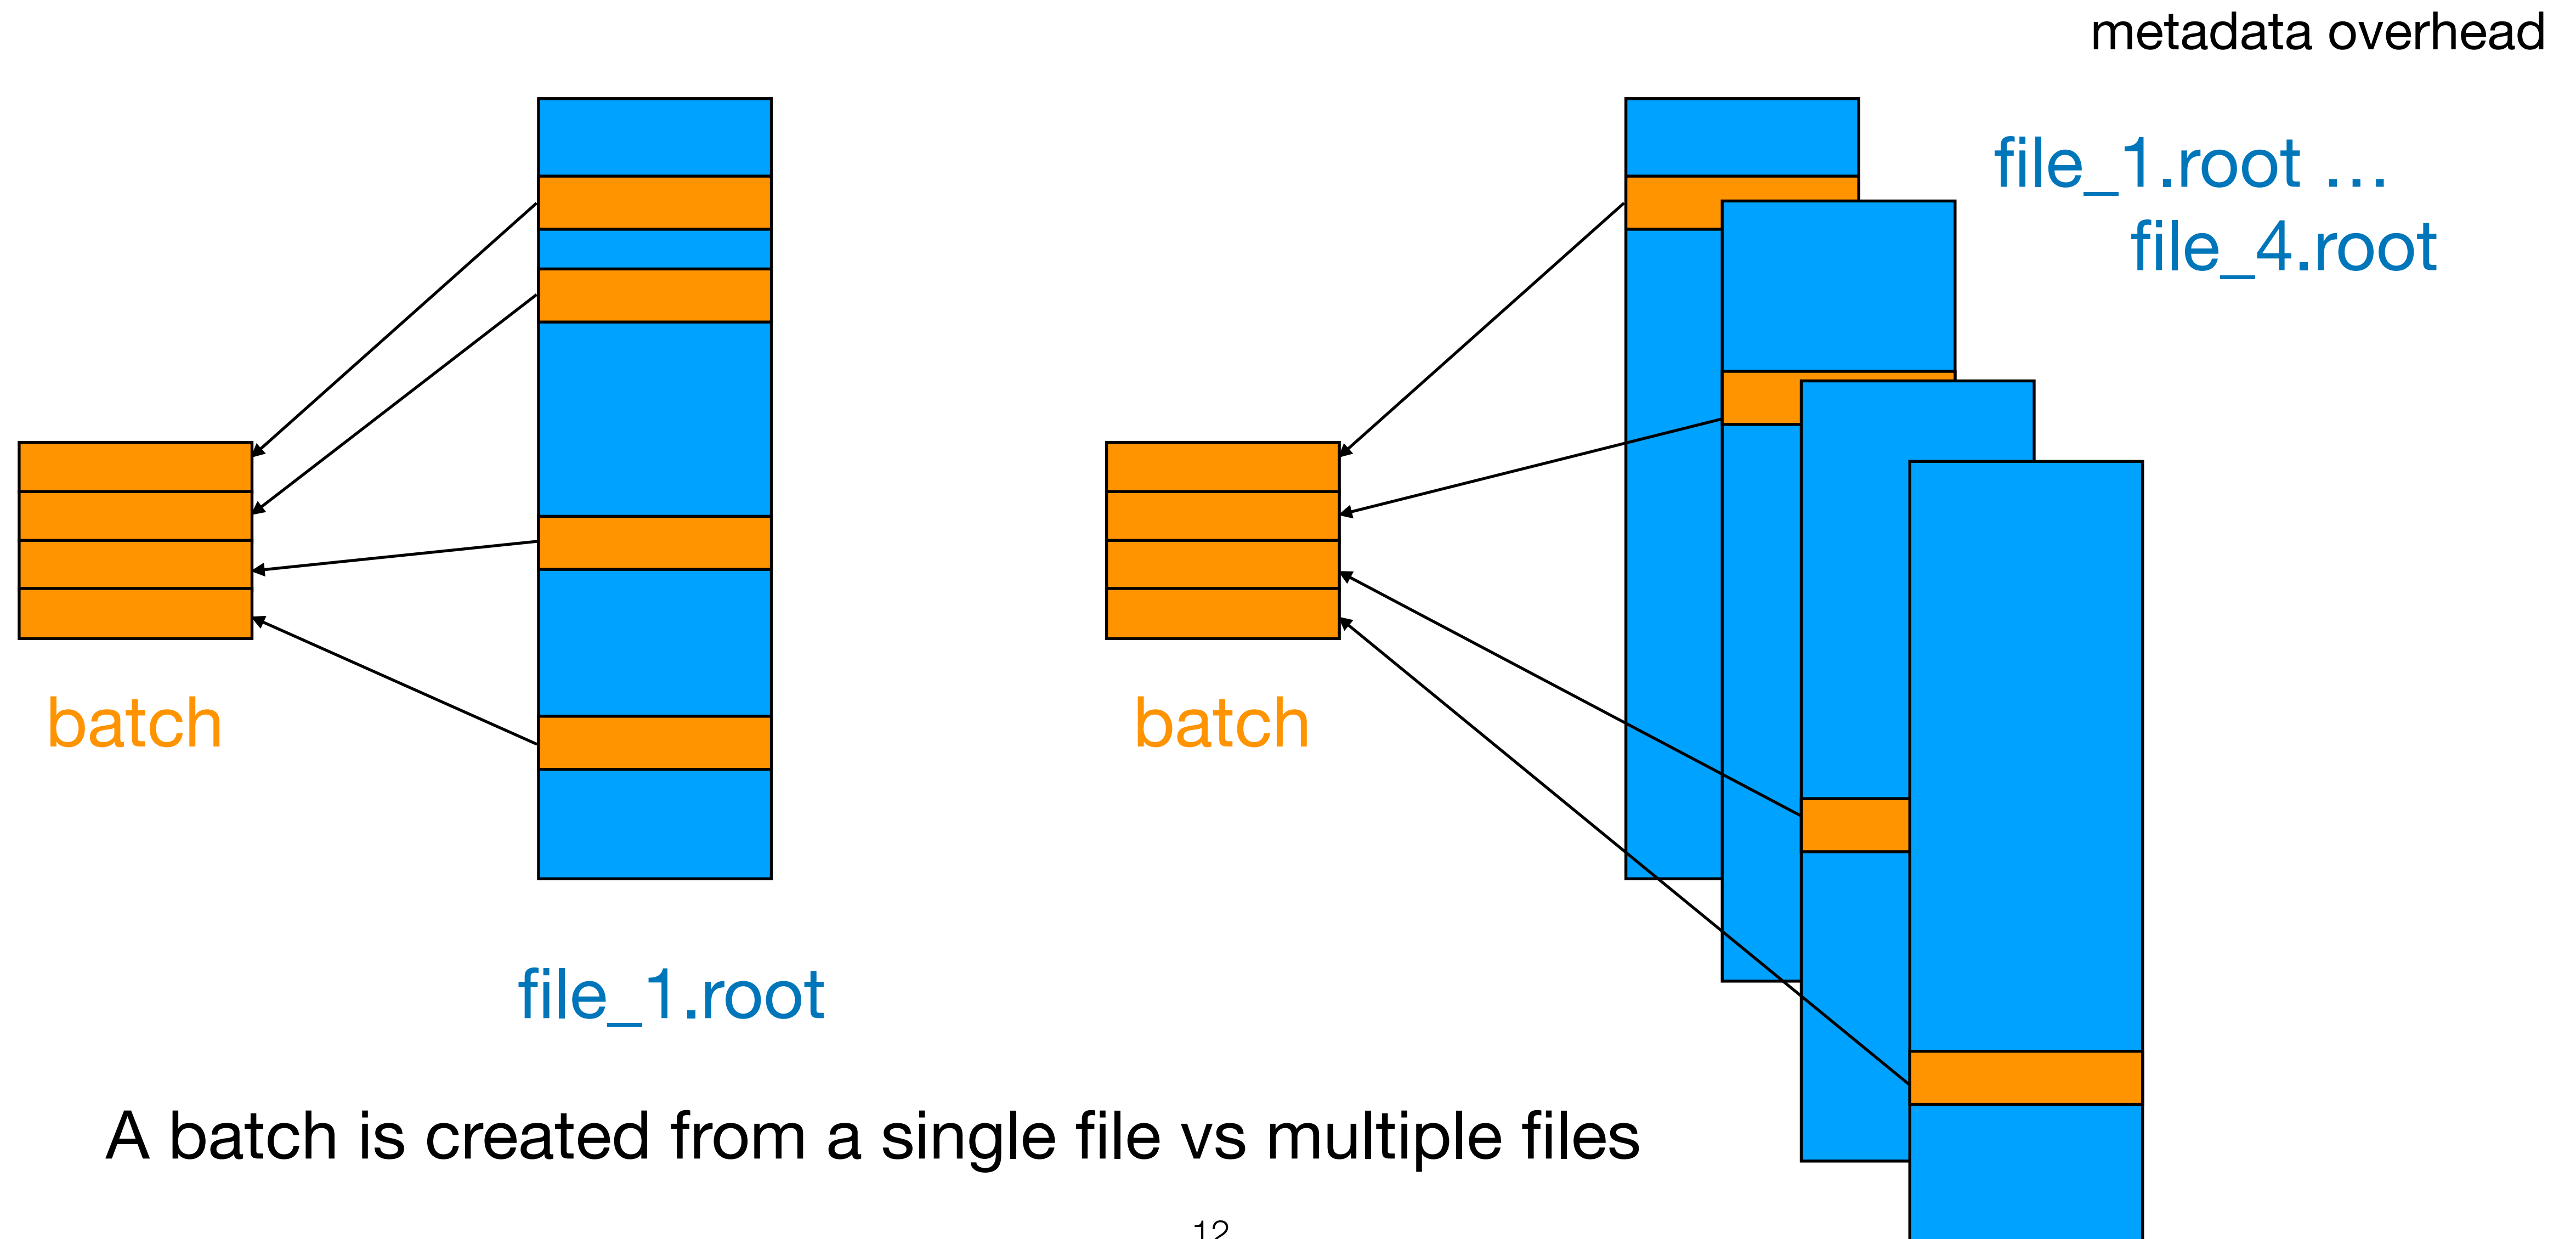 metadata overhead
file_1.root ...
file_4.root
batch
batch
file_1.root
A batch is created from a single file vs multiple files
12